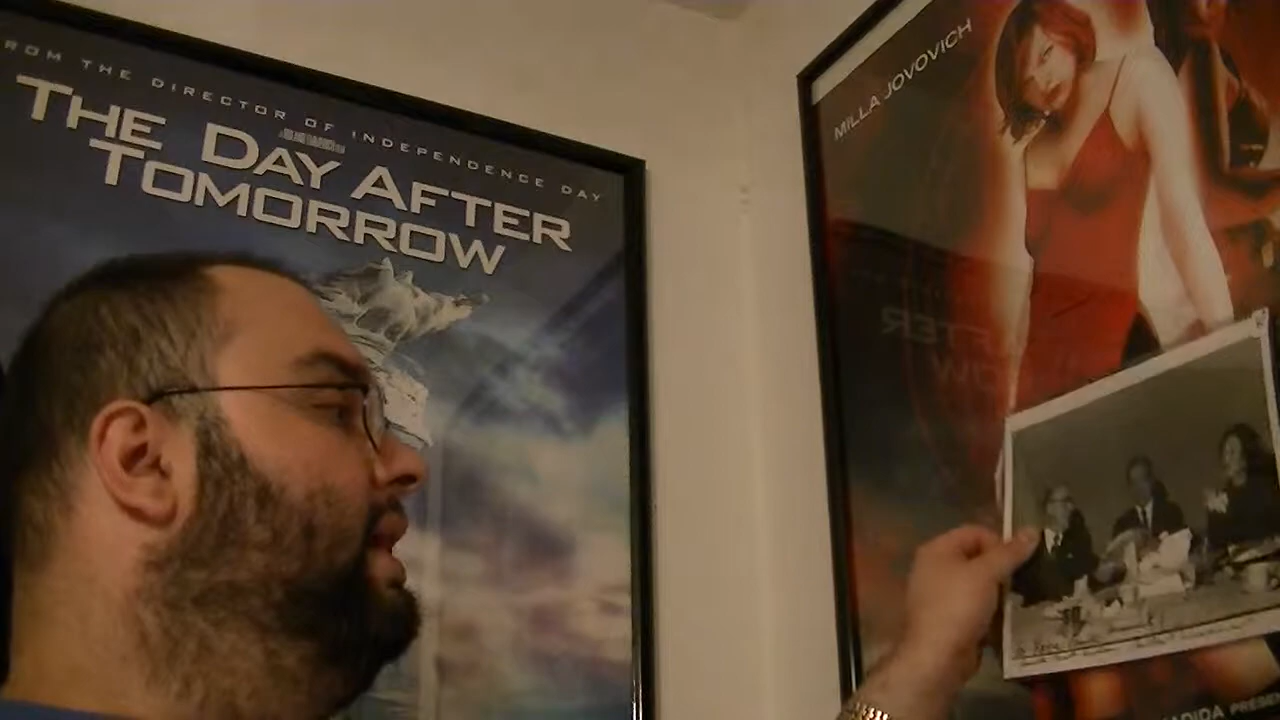 FROM THE DIRECTOR OF INDEPENDENCE DAY
THE DAY AFTER
TOMORROW
MILLA JOVOVICH